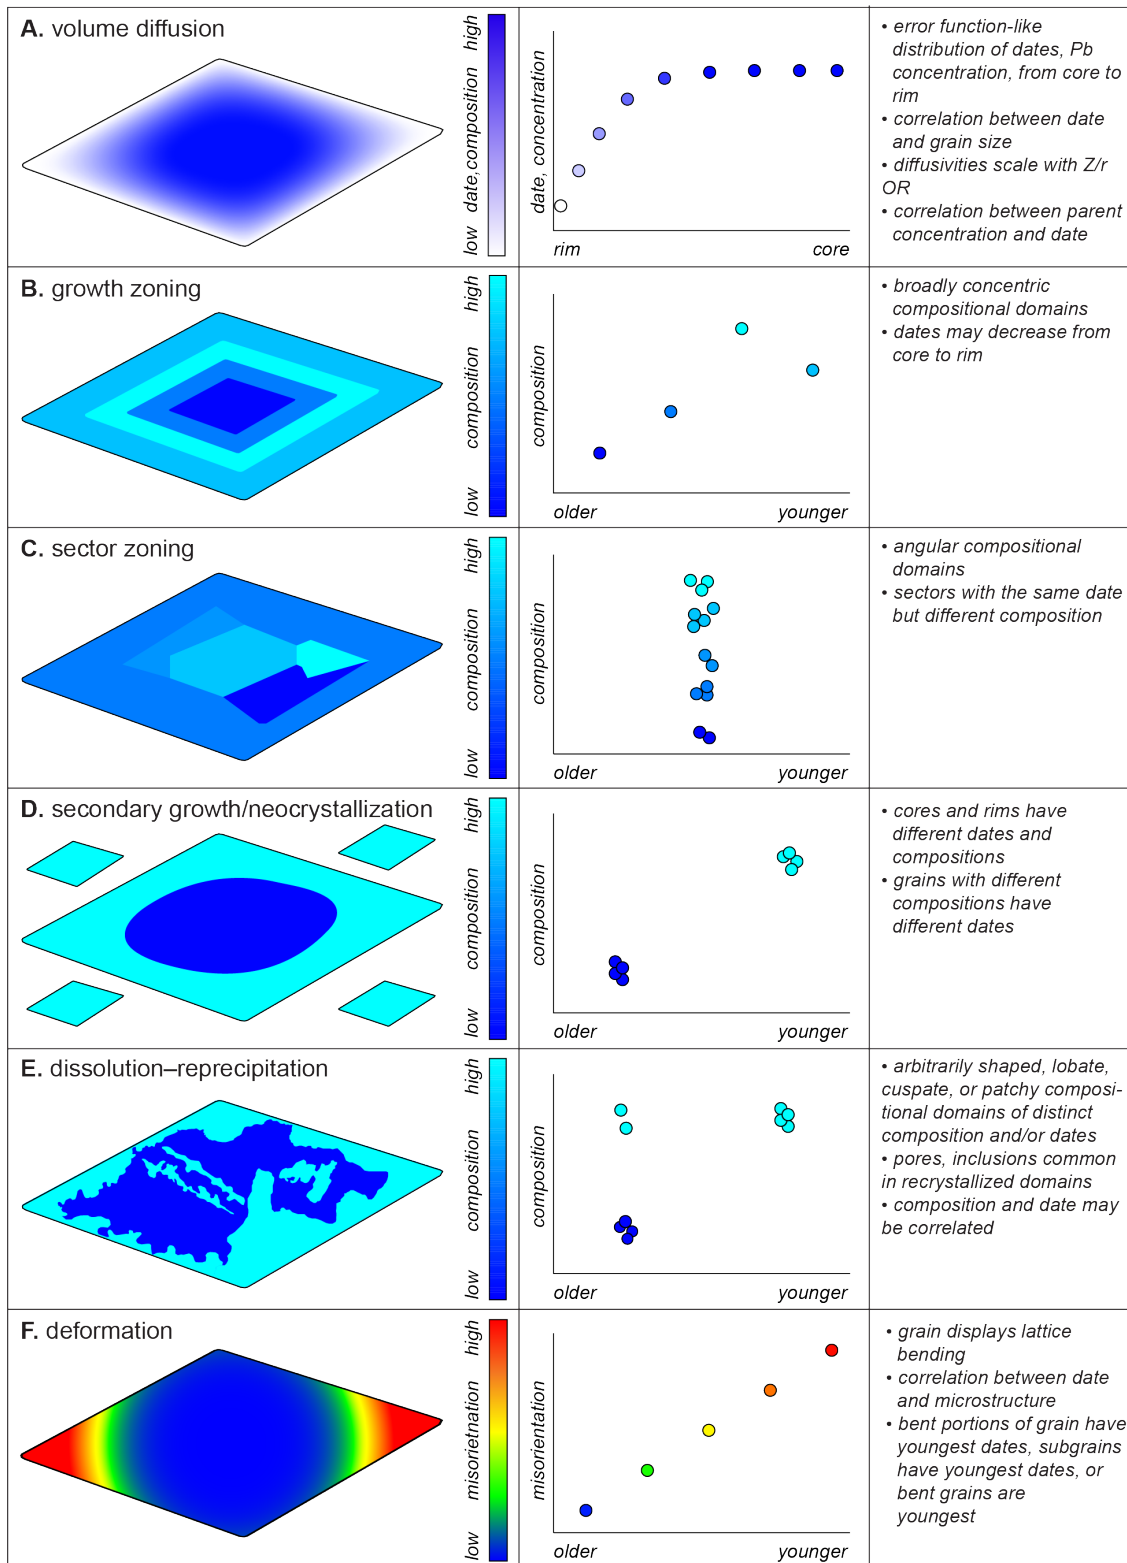 A. volume diffusion
high
date, composition
low
date, concentration
rim
core
• error function-like
distribution of dates, Pb
concentration, from core to
rim
• correlation between date
and grain size
• diffusivities scale with Z/r
OR
• correlation between parent
concentration and date
B. growth zoning
high
composition
low
composition
older
younger
• broadly concentric
compositional domains
• dates may decrease from
core to rim
C. sector zoning
high
composition
low
composition
older
younger
• angular compositional
domains
• sectors with the same date
but different composition
D. secondary growth/neocrystallization
high
composition
low
composition
older
younger
• cores and rims have
different dates and
compositions
• grains with different
compositions have
different dates
E. dissolution–reprecipitation
high
composition
low
composition
older
younger
• arbitrarily shaped, lobate,
cuspate, or patchy composi-
tional domains of distinct
composition and/or dates
• pores, inclusions common
in recrystallized domains
• composition and date may
be correlated
F. deformation
high
misorietnation
low
misorientation
older
younger
• grain displays lattice
bending
• correlation between date
and microstructure
• bent portions of grain have
youngest dates, subgrains
have youngest dates, or
bent grains are
youngest